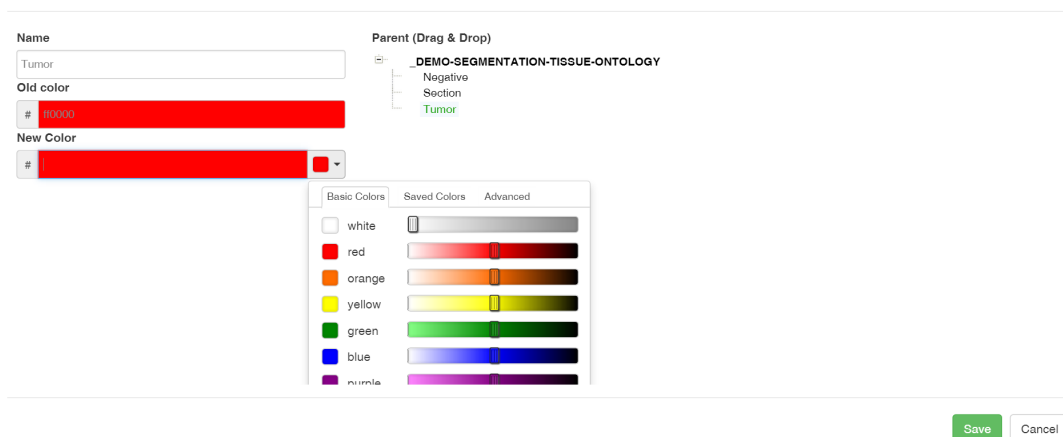 Name
Tumor
Old color
# ff0000
New Color
#
Parent (Drag & Drop)
_DEMO-SEGMENTATION-TISSUE-ONTOLOGY
Negative
Section
Tumor
Basic Colors Saved Colors Advanced
white
red
orange
yellow
green
blue
purple
Save Cancel